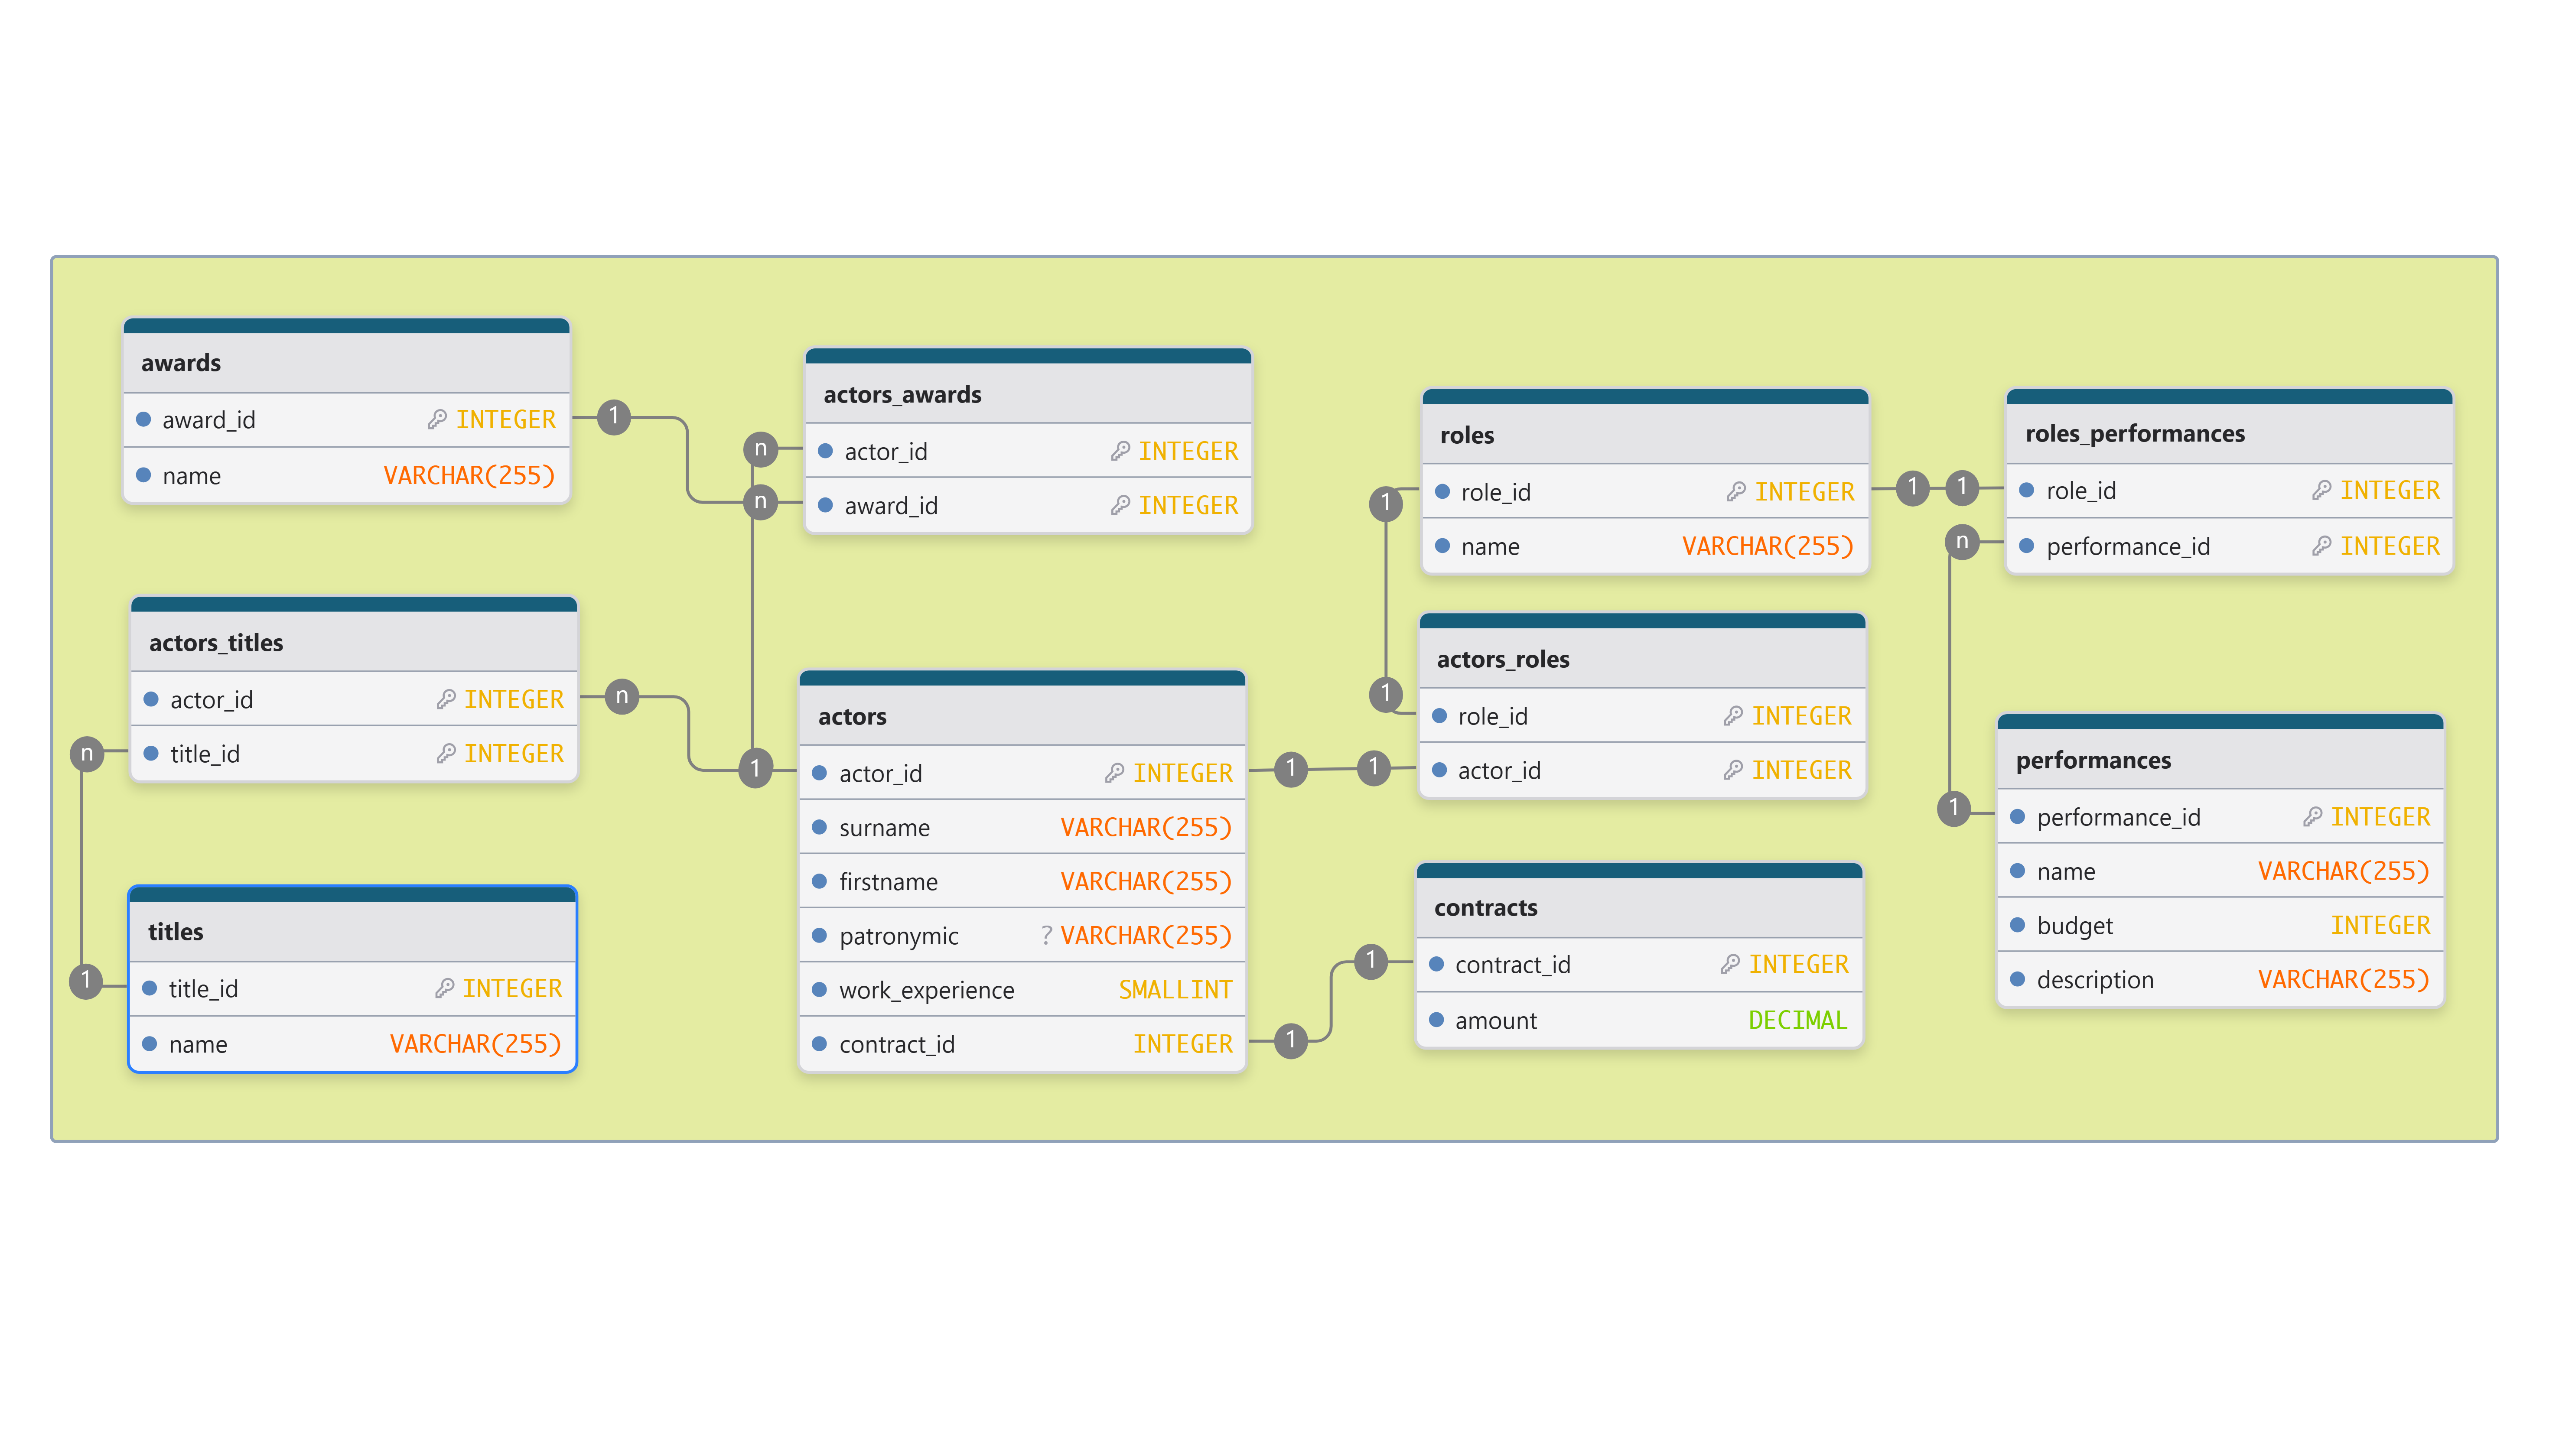 awards
award_id INTEGER
name VARCHAR(255)
1
actors_awards
n actor_id INTEGER
n award_id INTEGER
actors_titles
actor_id INTEGER n
n title_id INTEGER
titles
1 title_id INTEGER
name VARCHAR(255)
actors
1 actor_id INTEGER 1
surname VARCHAR(255)
firstname VARCHAR(255)
patronymic ? VARCHAR(255)
work_experience SMALLINT
contract_id INTEGER 1
roles
1 role_id INTEGER 1
name VARCHAR(255)
actors_roles
1 role_id INTEGER
1 actor_id INTEGER
contracts
1 contract_id INTEGER
amount DECIMAL
roles_performances
1 role_id INTEGER
n performance_id INTEGER
performances
1 performance_id INTEGER
name VARCHAR(255)
budget INTEGER
description VARCHAR(255)